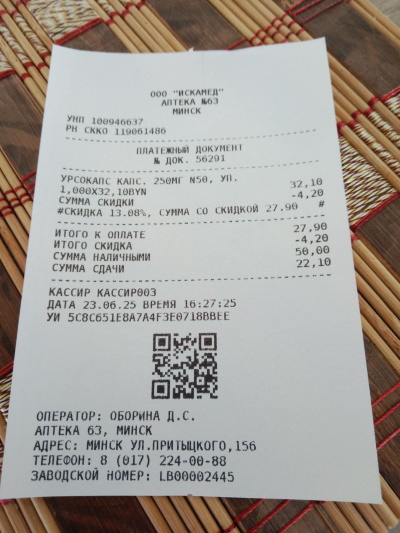 ООО "ИСКАМЕД"
АПТЕКА №63
МИНСК
УНП 100946637
РН СККО 119061486
ПЛАТЕЖНЫЙ ДОКУМЕНТ
№ ДОК. 56291
УРСОКАПС КАПС. 250МГ N50, УП.
1,000X32,10BYN 32,10
СУММА СКИДКИ -4,20
#СКИДКА 13.08%, СУММА СО СКИДКОЙ 27.90 #
ИТОГО К ОПЛАТЕ 27,90
ИТОГО СКИДКА -4,20
СУММА НАЛИЧНЫМИ 50,00
СУММА СДАЧИ 22,10
КАССИР КАССИР003
ДАТА 23.06.25 ВРЕМЯ 16:27:25
УИ 5C8C651E8A7A4F3E0718BBEE
ОПЕРАТОР: ОБОРИНА Д.С.
АПТЕКА 63, МИНСК
АДРЕС: МИНСК УЛ.ПРИТЫЦКОГО,156
ТЕЛЕФОН: 8 (017) 224-00-88
ЗАВОДСКОЙ НОМЕР: LB00002445